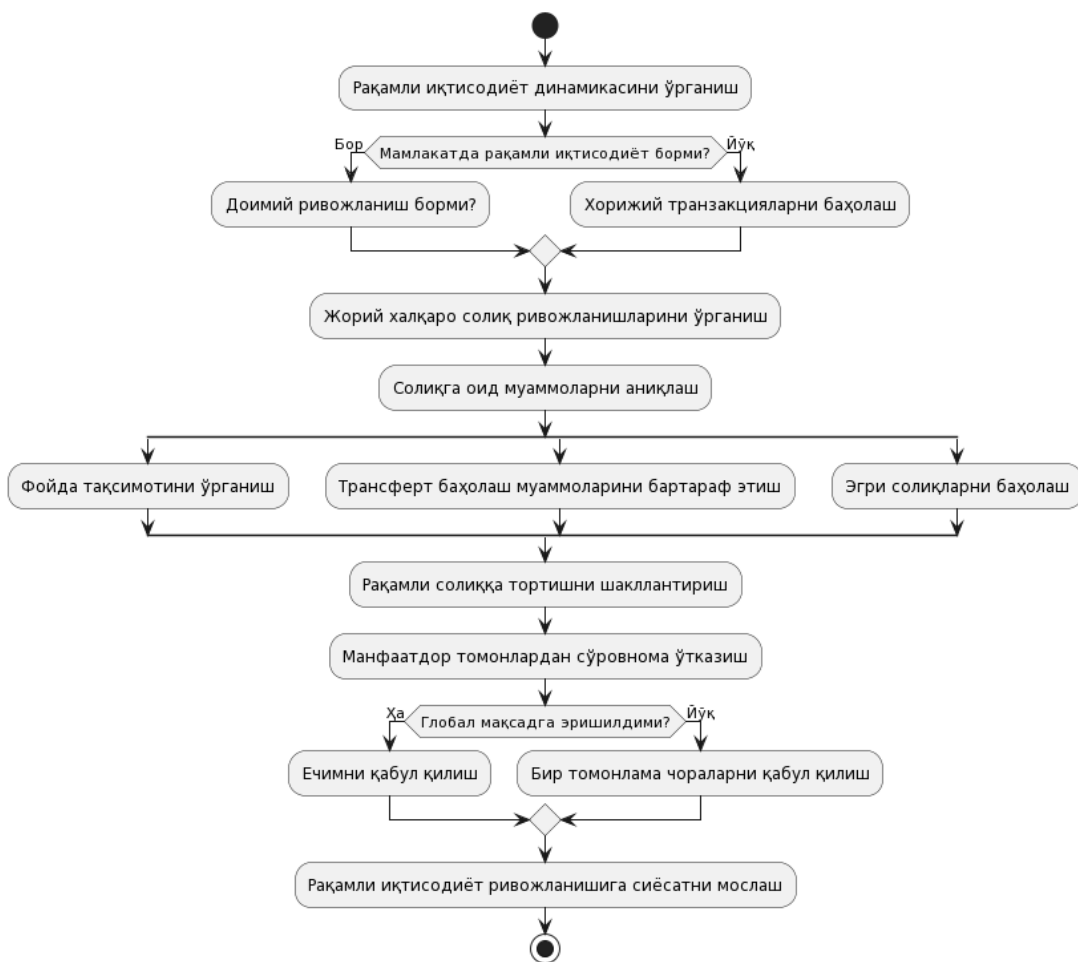 Рақамли иқтисодиёт динамикасини ўрганиш
Бор
Мамлакатда рақамли иқтисодиёт борми?
Йӯқ
Доимий ривожланиш борми?
Хорижий транзакцияларни баҳолаш
Жорий халқаро солиқ ривожланишларини ўрганиш
Солиқга оид муаммоларни аниқлаш
Фойда тақсимотини ўрганиш
Трансферт баҳолаш муаммоларини бартараф этиш
Эгри солиқларни баҳолаш
Рақамли солиққа тортишни шакллантириш
Манфаатдор томонлардан сўровнома ўтказиш
Ҳа
Глобал мақсадга эришилдими?
Йӯқ
Ечимни қабул қилиш
Бир томонлама чораларни қабул қилиш
Рақамли иқтисодиёт ривожланишига сиёсатни мослаш